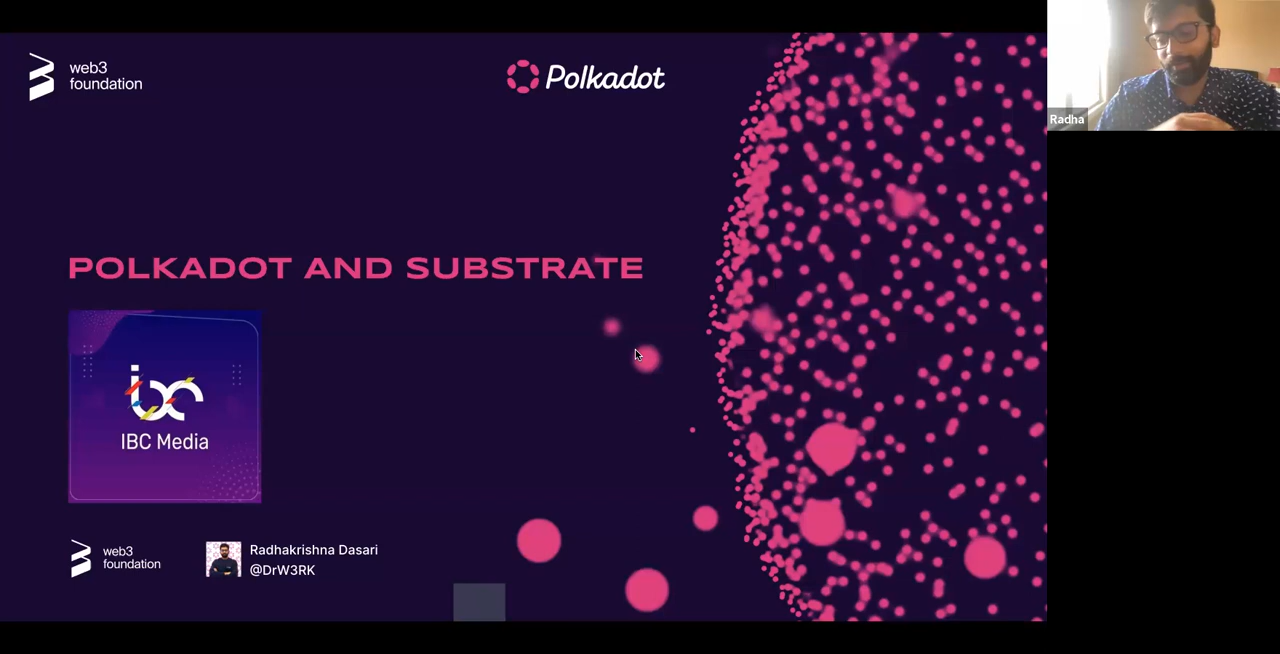 web3
foundation
Polkadot
Radha
POLKADOT AND SUBSTRATE
IBC Media
web3
foundation
Radhakrishna Dasari
@DrW3RK